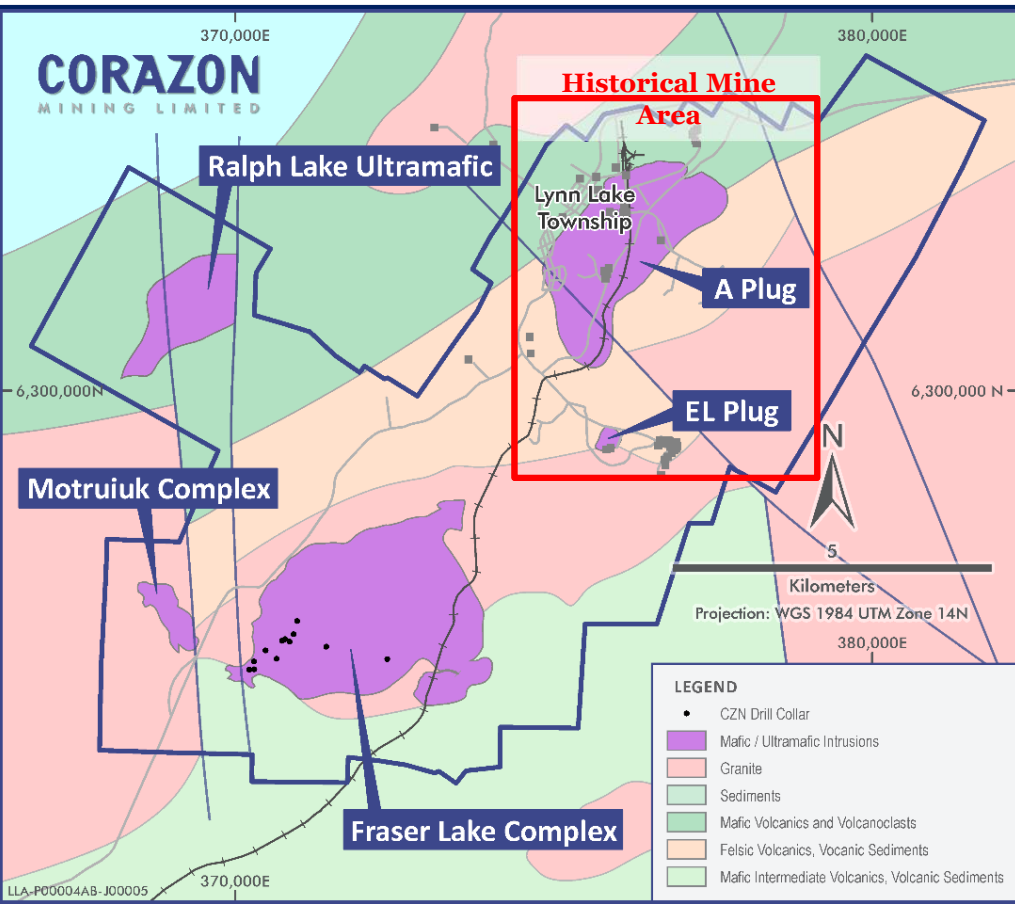 370,000E
380,000E
CORAZON
MINING LIMITED
Historical Mine
Area
Ralph Lake Ultramafic
Lynn Lake
Township
A Plug
6,300,000N
6,300,000 N
EL Plug
N
Motruiuk Complex
5
Kilometers
Projection: WGS 1984 UTM Zone 14N
380,000E
LEGEND
CZN Drill Collar
Mafic / Ultramafic Intrusions
Granite
Sediments
Mafic Volcanics and Volcanoclasts
Felsic Volcanics, Vocanic Sediments
Mafic Intermediate Volcanics, Volcanic Sediments
Fraser Lake Complex
370,000E
LLA-P00004AB-J00005